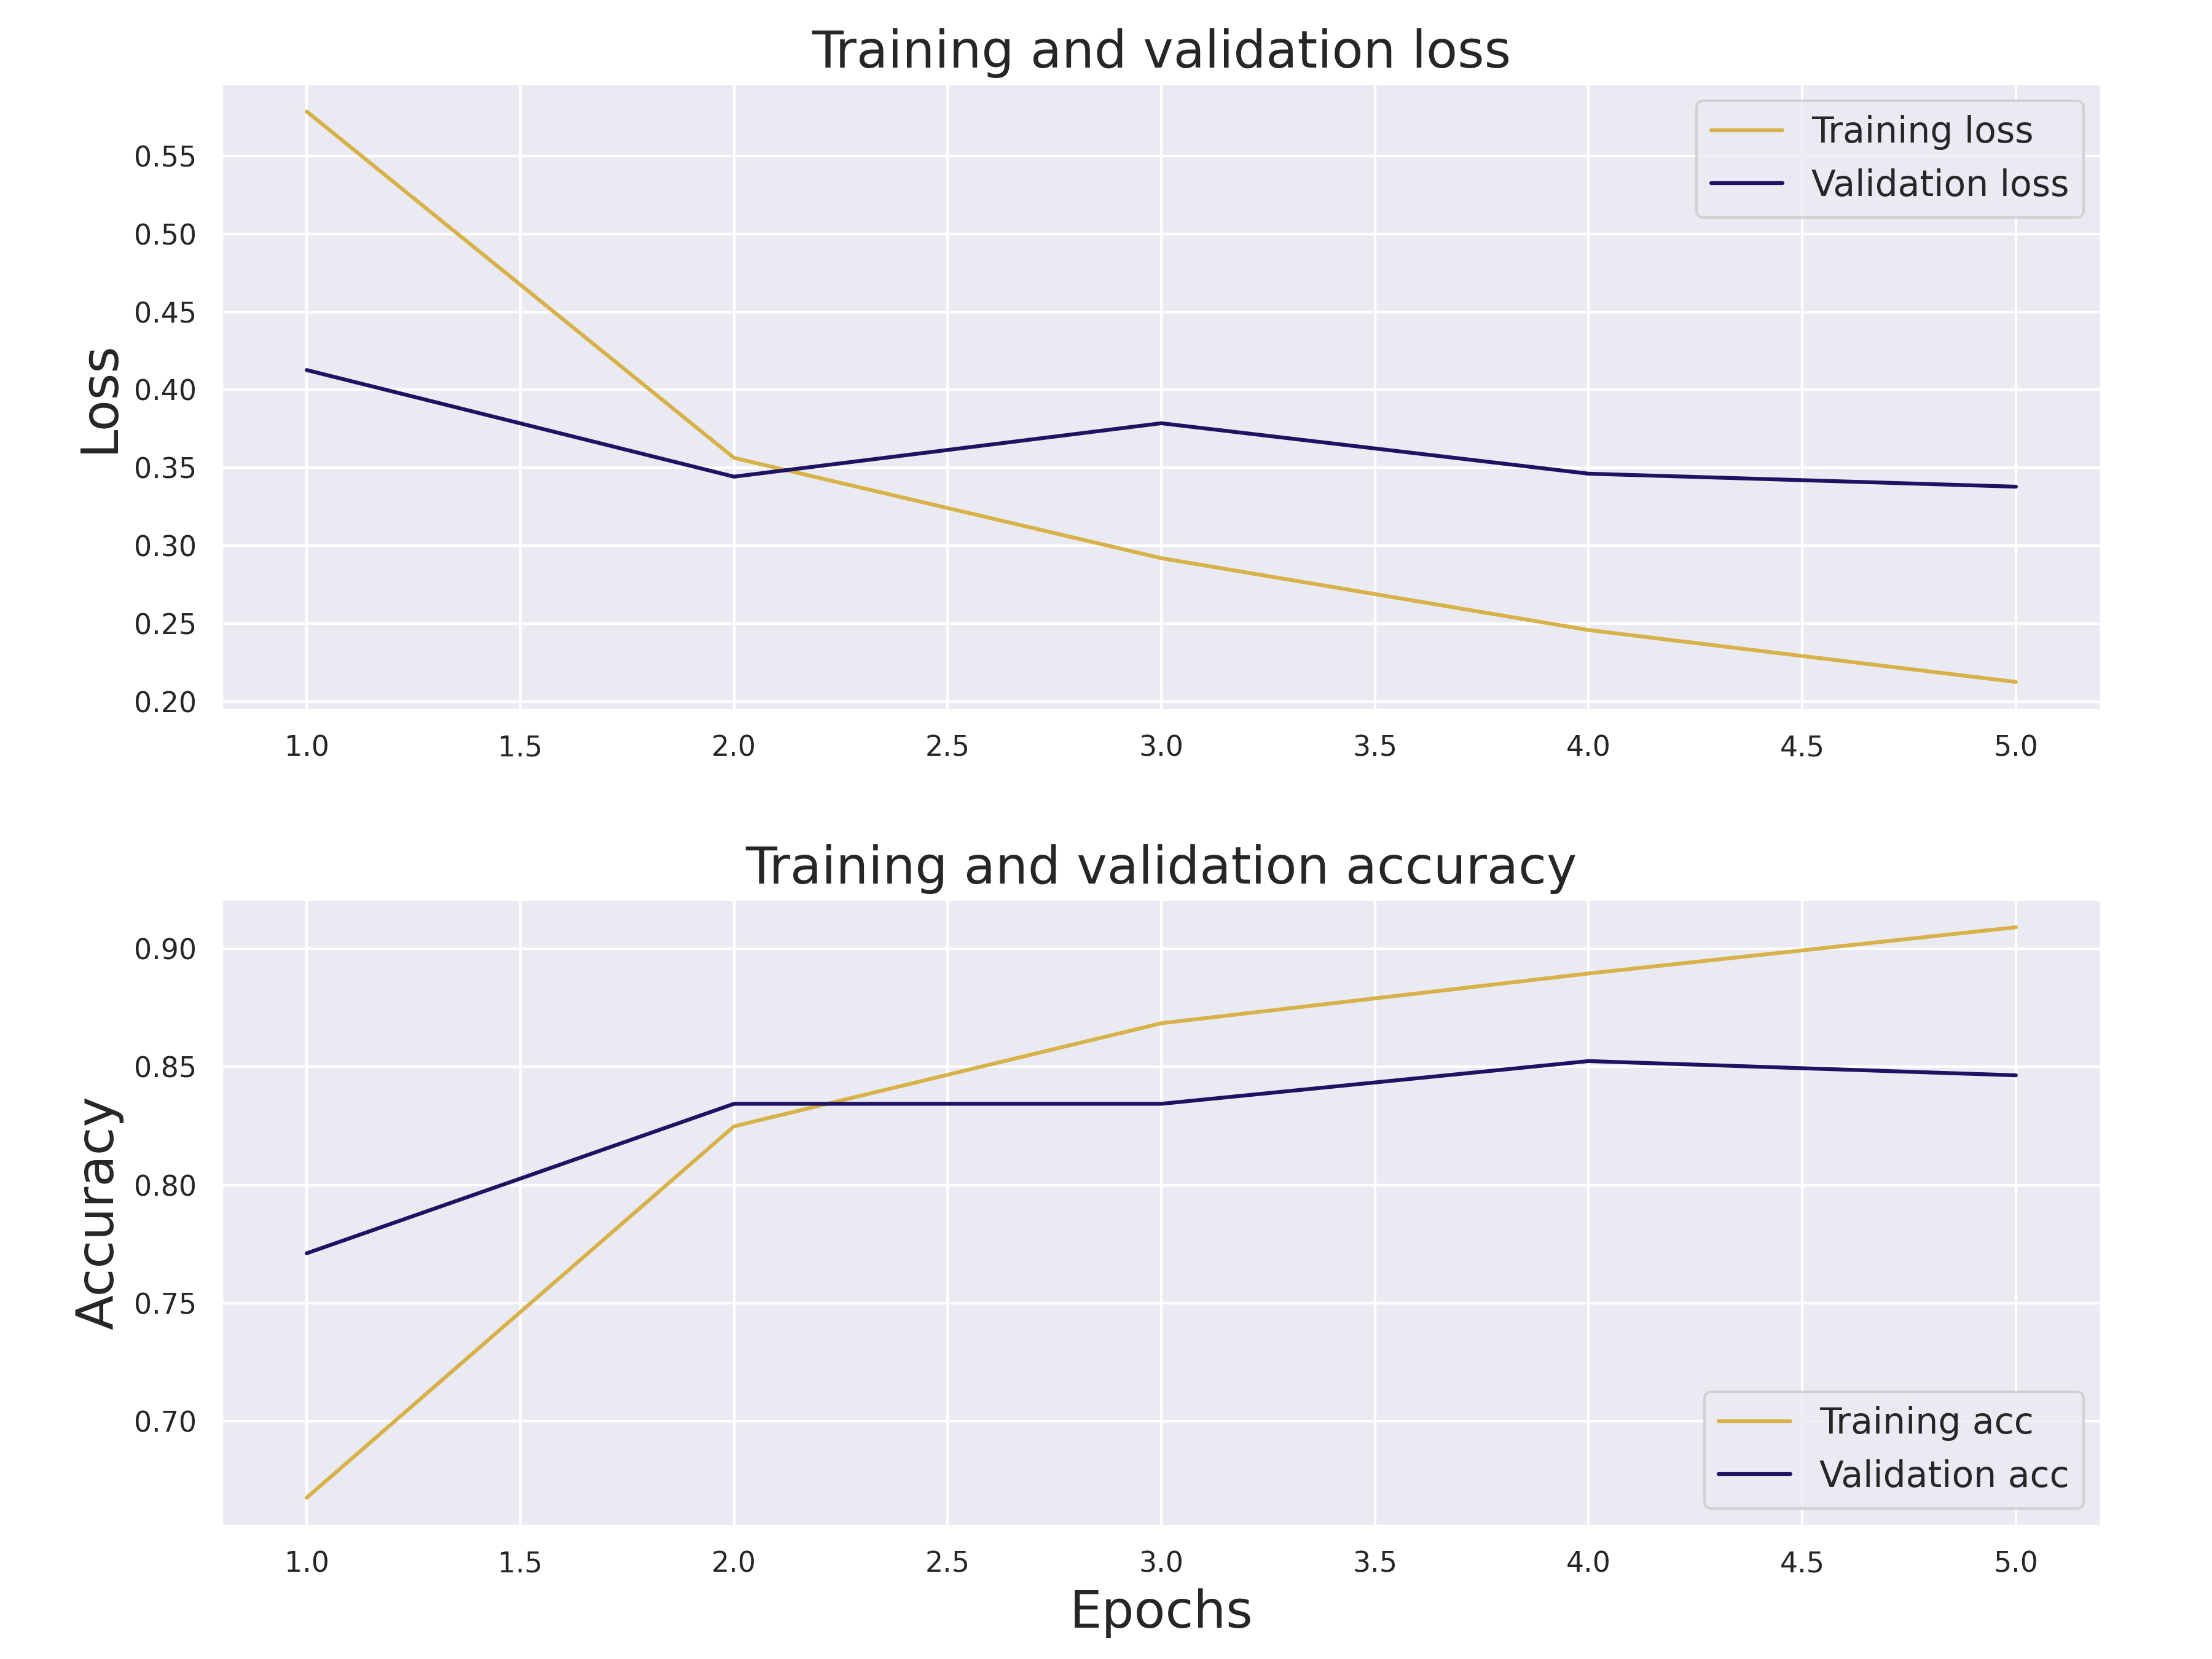 Training and validation loss
Training loss
Validation loss
Loss
0.55
0.50
0.45
0.40
0.35
0.30
0.25
0.20
1.0 1.5 2.0 2.5 3.0 3.5 4.0 4.5 5.0
Training and validation accuracy
Accuracy
0.90
0.85
0.80
0.75
0.70
Training acc
Validation acc
1.0 1.5 2.0 2.5 3.0 3.5 4.0 4.5 5.0
Epochs